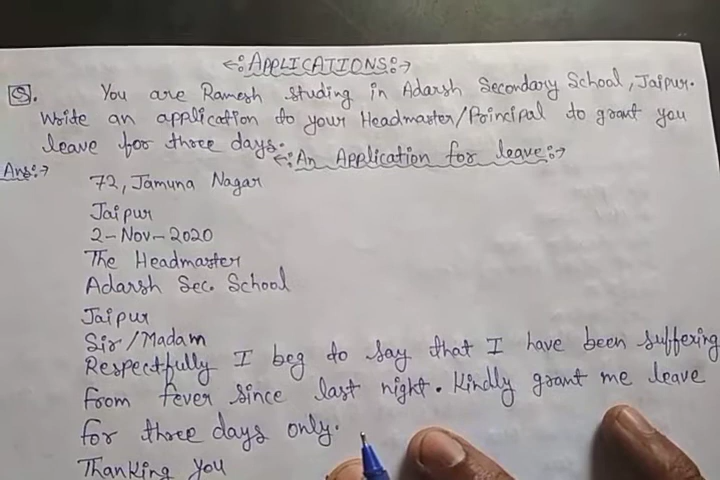 ←:APPLICATIONS:→
Q. You are Ramesh studing in Adarsh Secondary School, Jaipur.
Write an application to your Headmaster/Principal to grant you
leave for three days.
←:An Application for leave:→
Ans:→
72, Jamuna Nagar
Jaipur
2-Nov-2020
The Headmaster
Adarsh Sec. School
Jaipur
Sir/Madam
Respectfully I beg to say that I have been suffering
from fever since last night. Kindly grant me leave
for three days only.
Thanking you